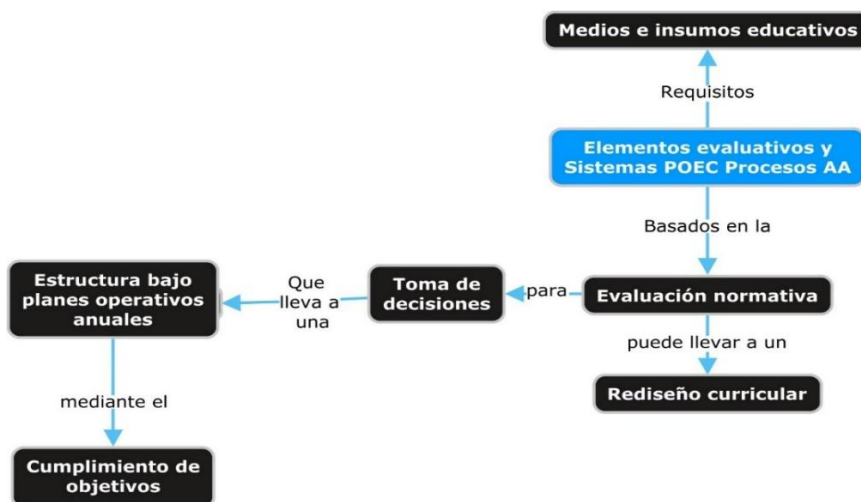 Medios e insumos educativos
Requisitos
Elementos evaluativos y
Sistemas POEC Procesos AA
Basados en la
Evaluación normativa
para
Toma de
decisiones
Que
lleva a
una
Estructura bajo
planes operativos
anuales
puede llevar a un
Rediseño curricular
mediante el
Cumplimiento de
objetivos